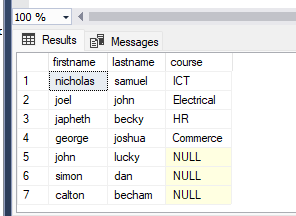 100 %
Results Messages
firstname lastname course
1 nicholas samuel ICT
2 joel john Electrical
3 japheth becky HR
4 george joshua Commerce
5 john lucky NULL
6 simon dan NULL
7 calton becham NULL